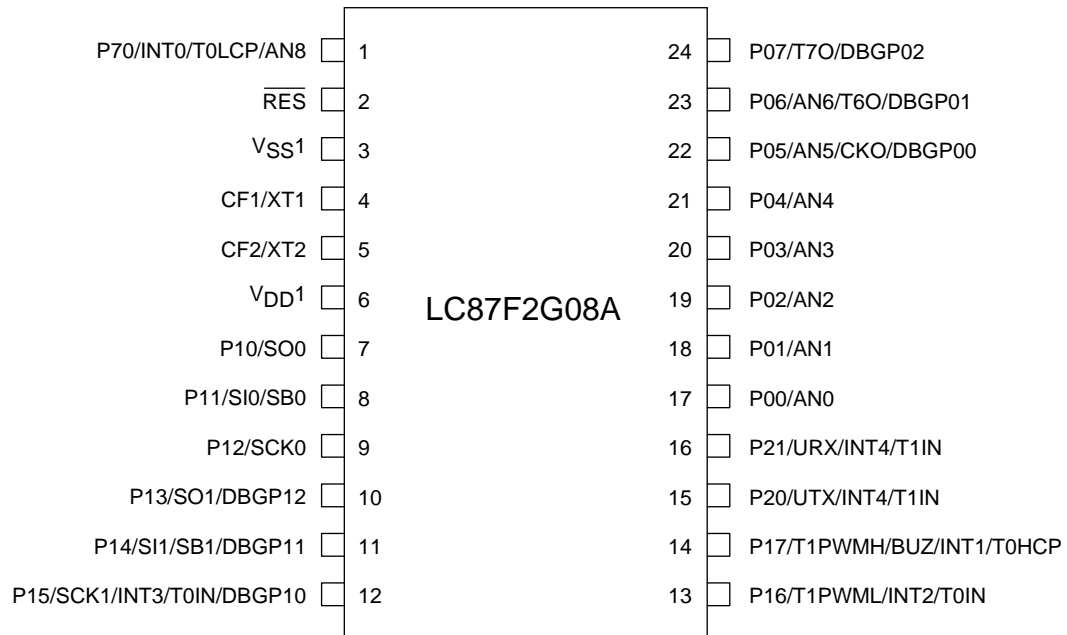 P70/INT0/T0LCP/AN8 1 24 P07/T7O/DBGP02
RES 2 23 P06/AN6/T6O/DBGP01
VSS1 3 22 P05/AN5/CKO/DBGP00
CF1/XT1 4 21 P04/AN4
CF2/XT2 5 20 P03/AN3
VDD1 6 19 P02/AN2
LC87F2G08A
P10/SO0 7 18 P01/AN1
P11/SI0/SB0 8 17 P00/AN0
P12/SCK0 9 16 P21/URX/INT4/T1IN
P13/SO1/DBGP12 10 15 P20/UTX/INT4/T1IN
P14/SI1/SB1/DBGP11 11 14 P17/T1PWMH/BUZ/INT1/T0HCP
P15/SCK1/INT3/T0IN/DBGP10 12 13 P16/T1PWML/INT2/T0IN